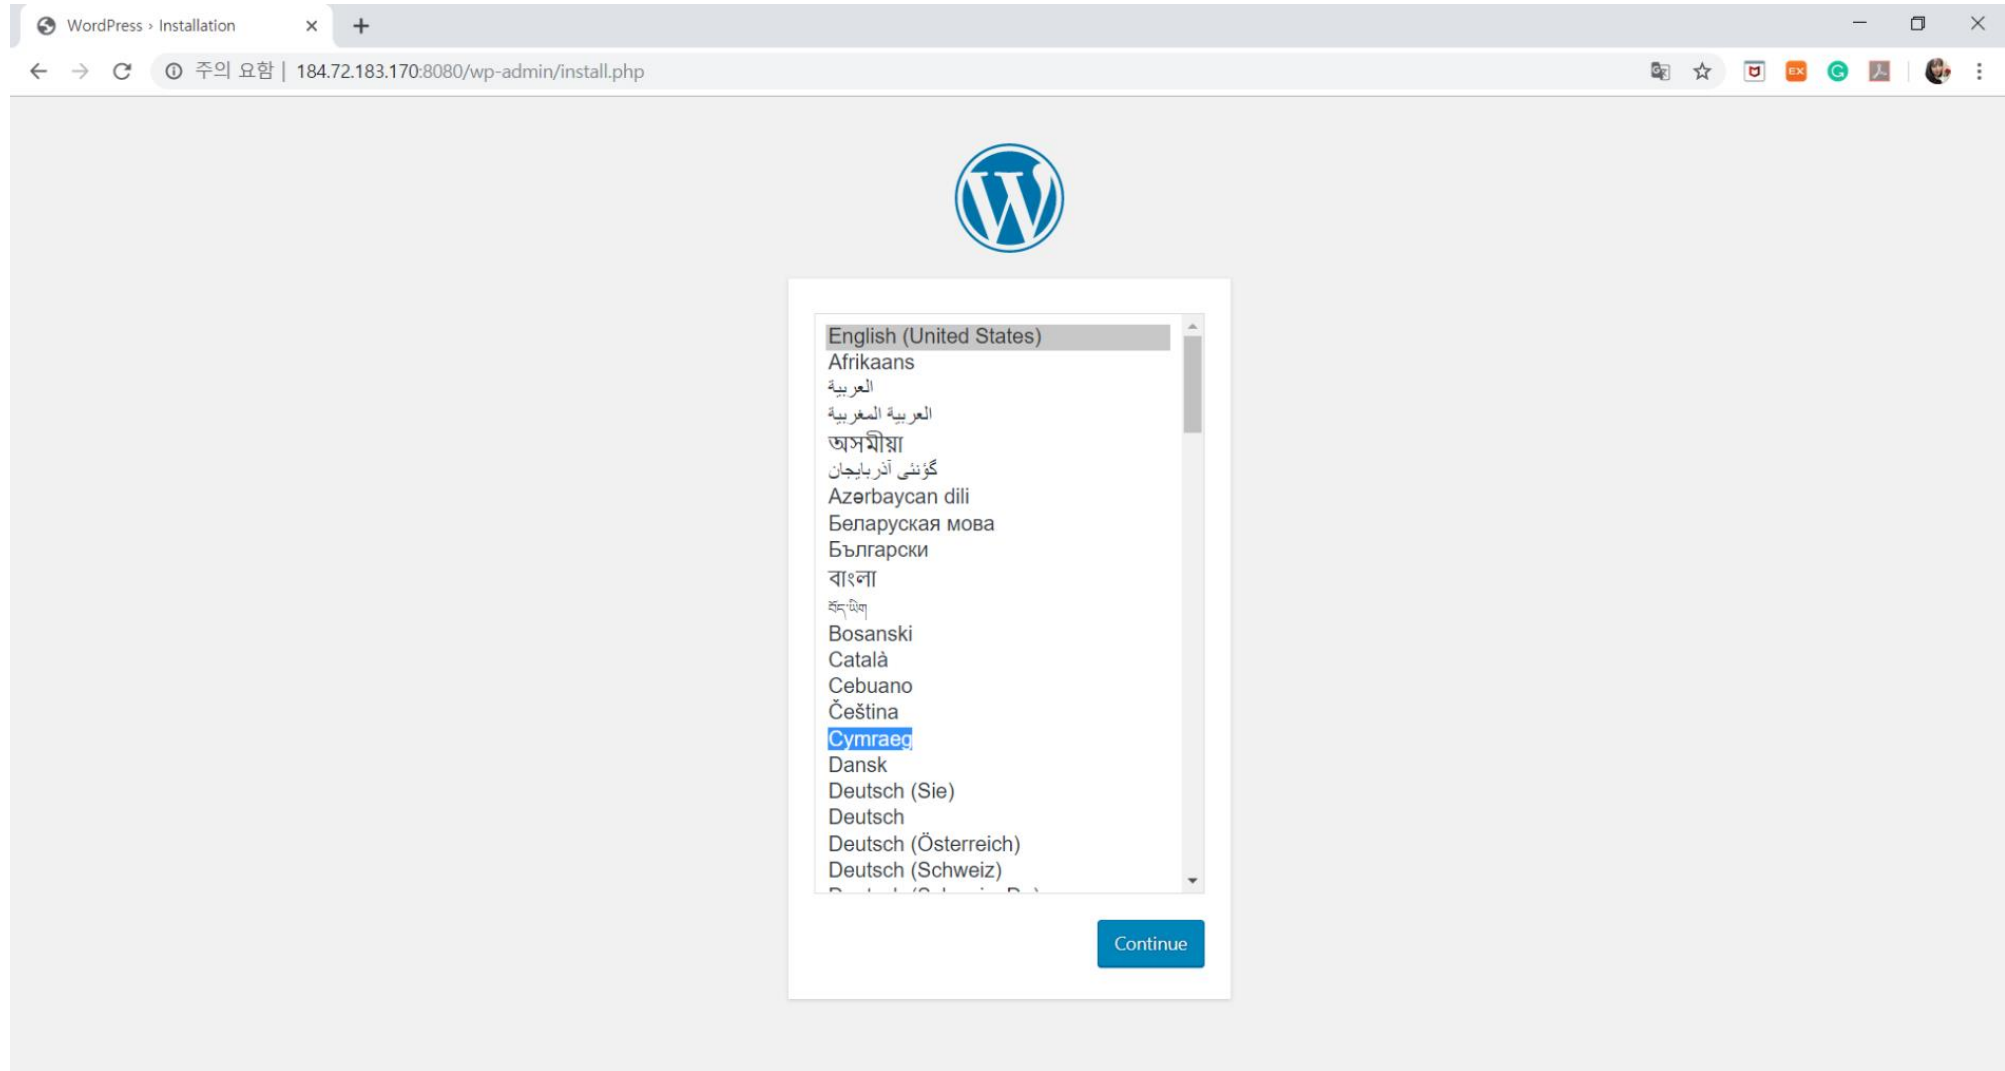 WordPress › Installation
주의 요함 | 184.72.183.170:8080/wp-admin/install.php
English (United States)
Afrikaans
العربية
العربية المغربية
অসমীয়া
گؤنئی آذربایجان
Azərbaycan dili
Беларуская мова
Български
বাংলা
བོད་ཡིག
Bosanski
Català
Cebuano
Čeština
Cymraeg
Dansk
Deutsch (Sie)
Deutsch
Deutsch (Österreich)
Deutsch (Schweiz)
Continue